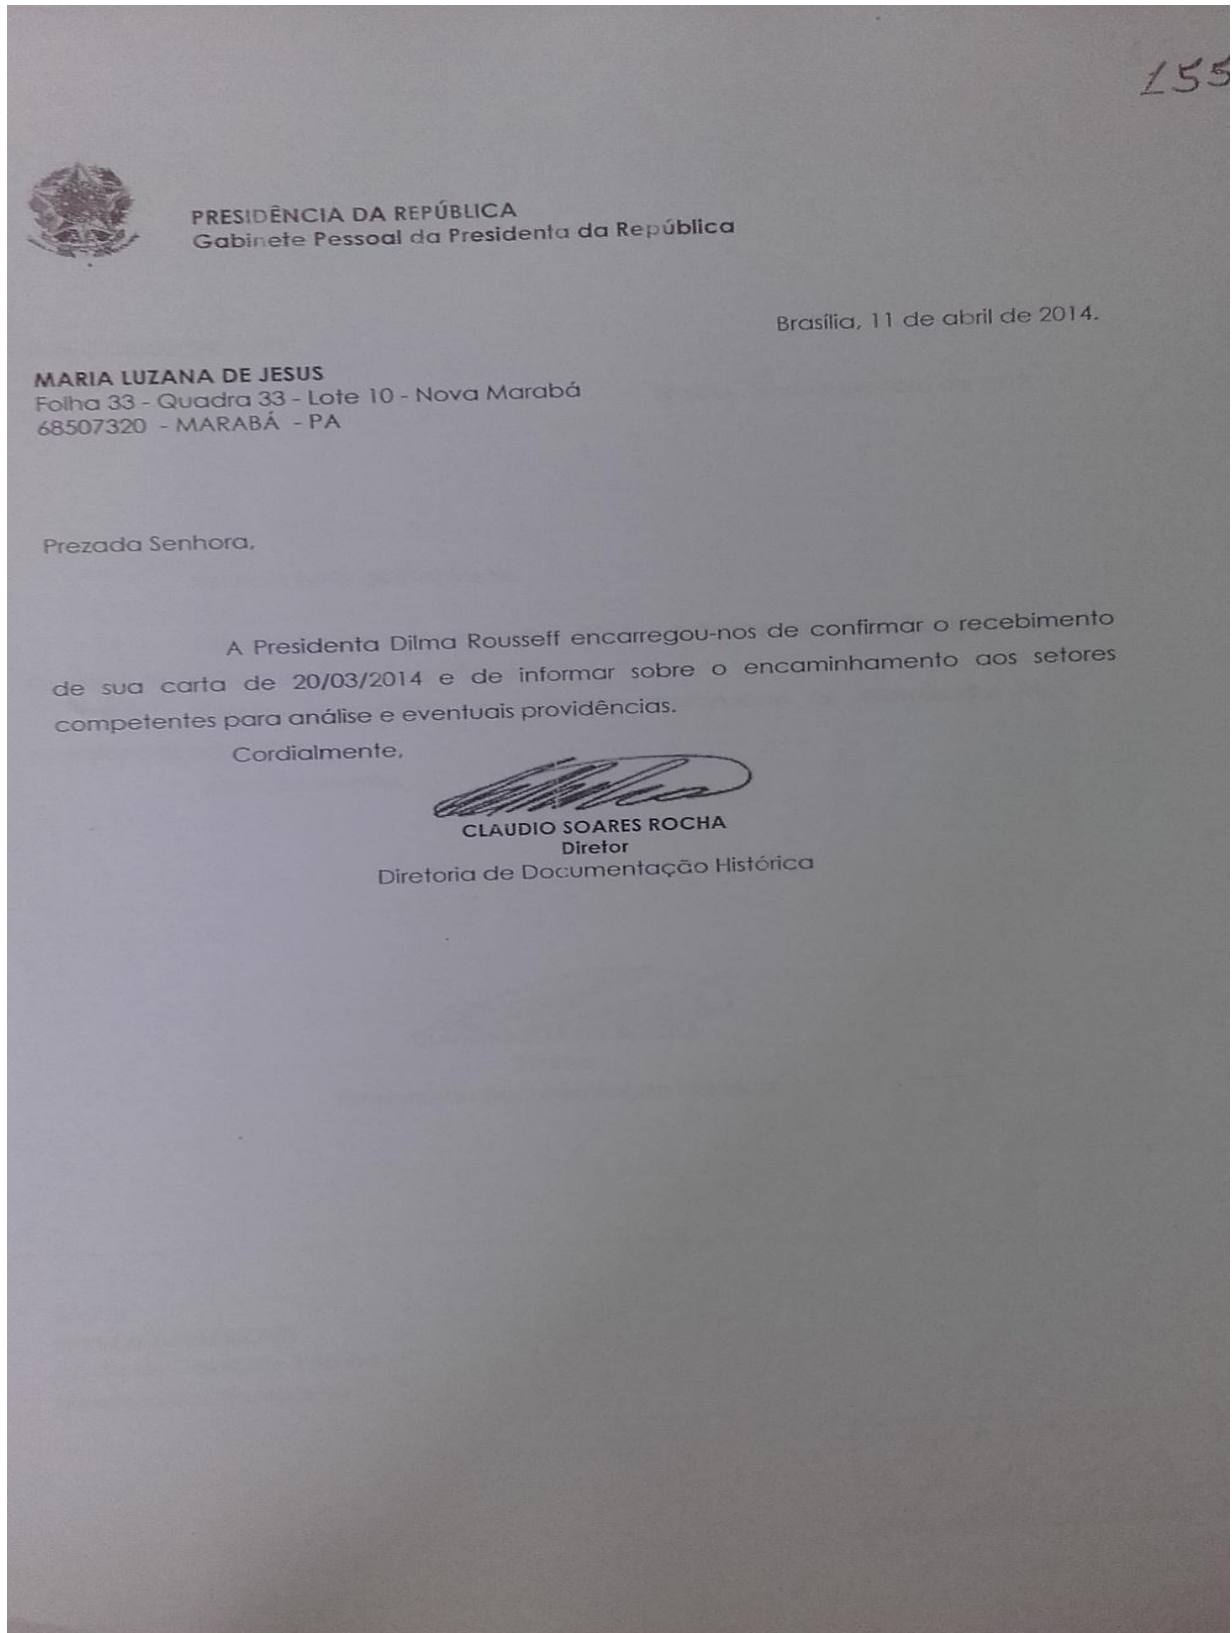 155
PRESIDÊNCIA DA REPÚBLICA
Gabinete Pessoal da Presidenta da República
Brasília, 11 de abril de 2014.
MARIA LUZANA DE JESUS
Folha 33 - Quadra 33 - Lote 10 - Nova Marabá
68507320 - MARABÁ - PA
Prezada Senhora,
A Presidenta Dilma Rousseff encarregou-nos de confirmar o recebimento
de sua carta de 20/03/2014 e de informar sobre o encaminhamento aos setores
competentes para análise e eventuais providências.
Cordialmente,
CLAUDIO SOARES ROCHA
Diretor
Diretoria de Documentação Histórica